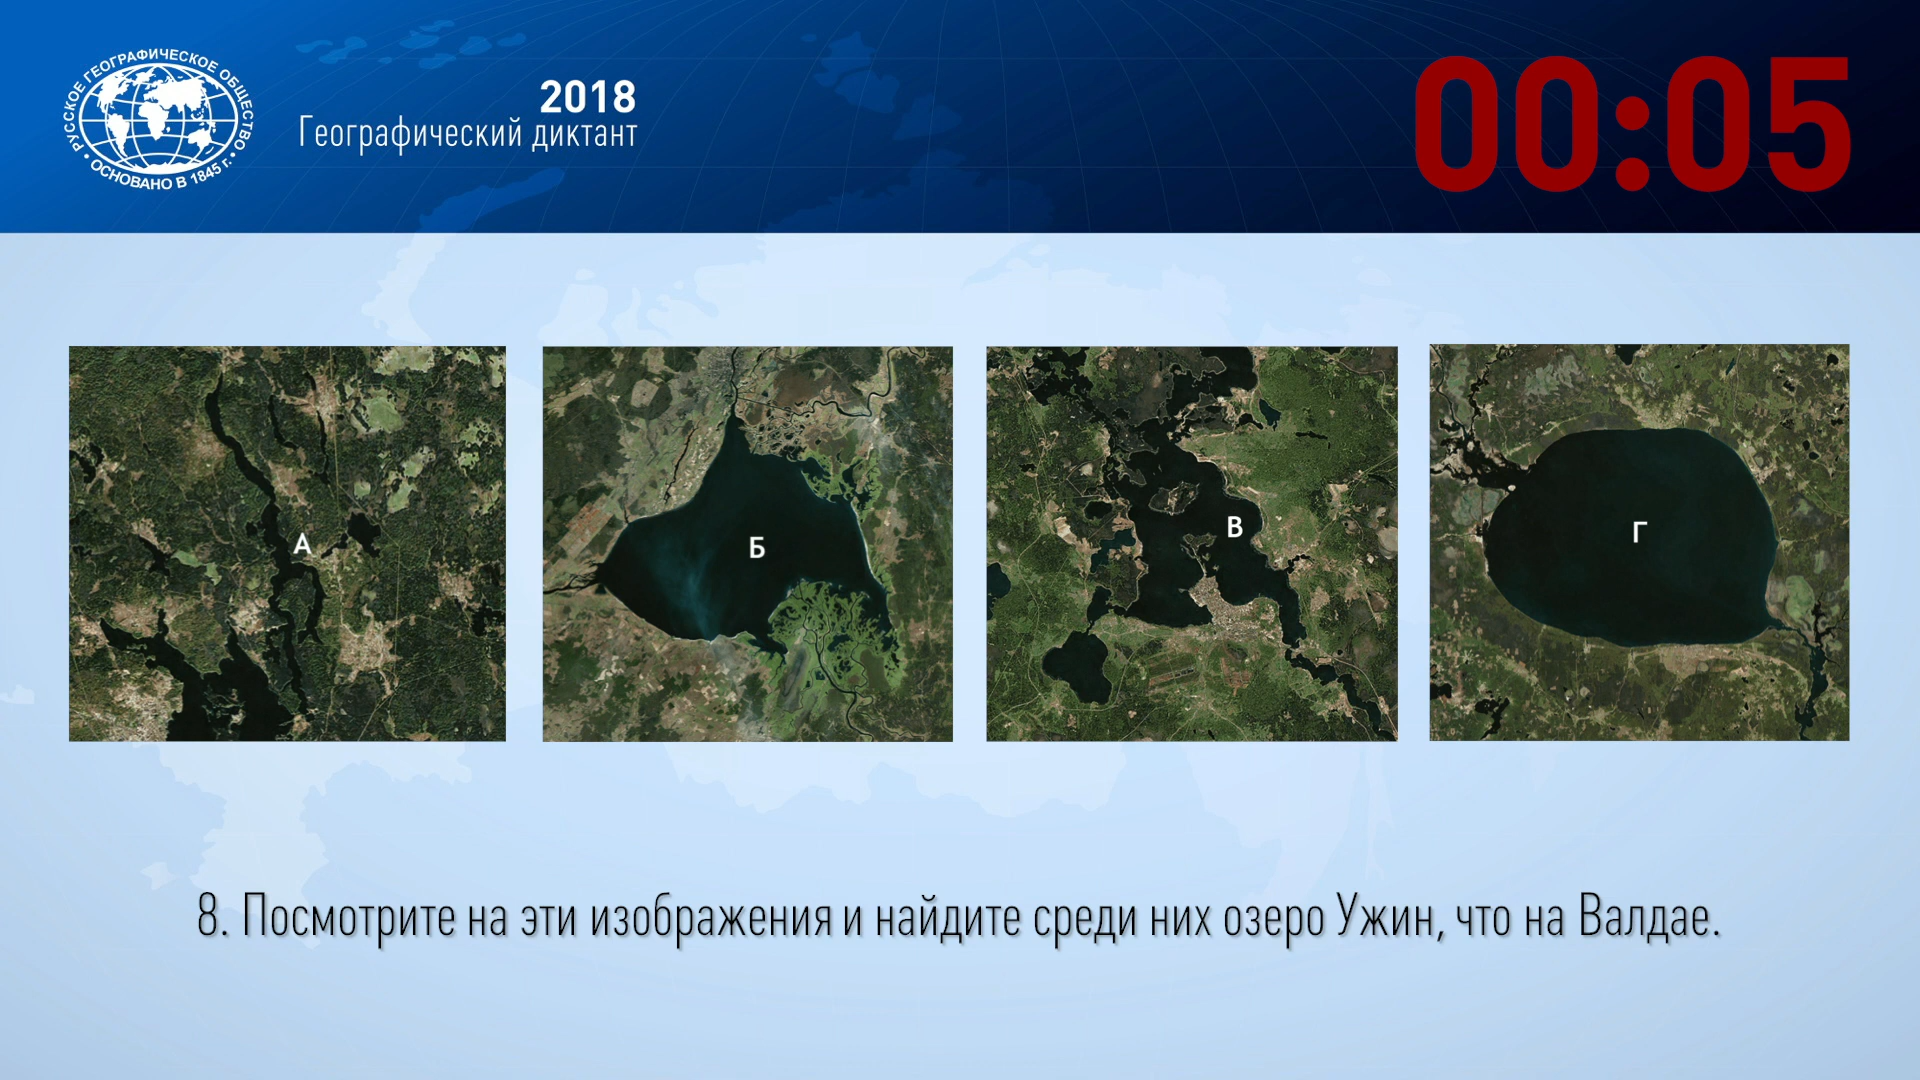 РУССКОЕ ГЕОГРАФИЧЕСКОЕ ОБЩЕСТВО
• ОСНОВАНО В 1845 г. •
2018
Географический диктант
00:05
А
Б
В
Г
8. Посмотрите на эти изображения и найдите среди них озеро Ужин, что на Валдае.